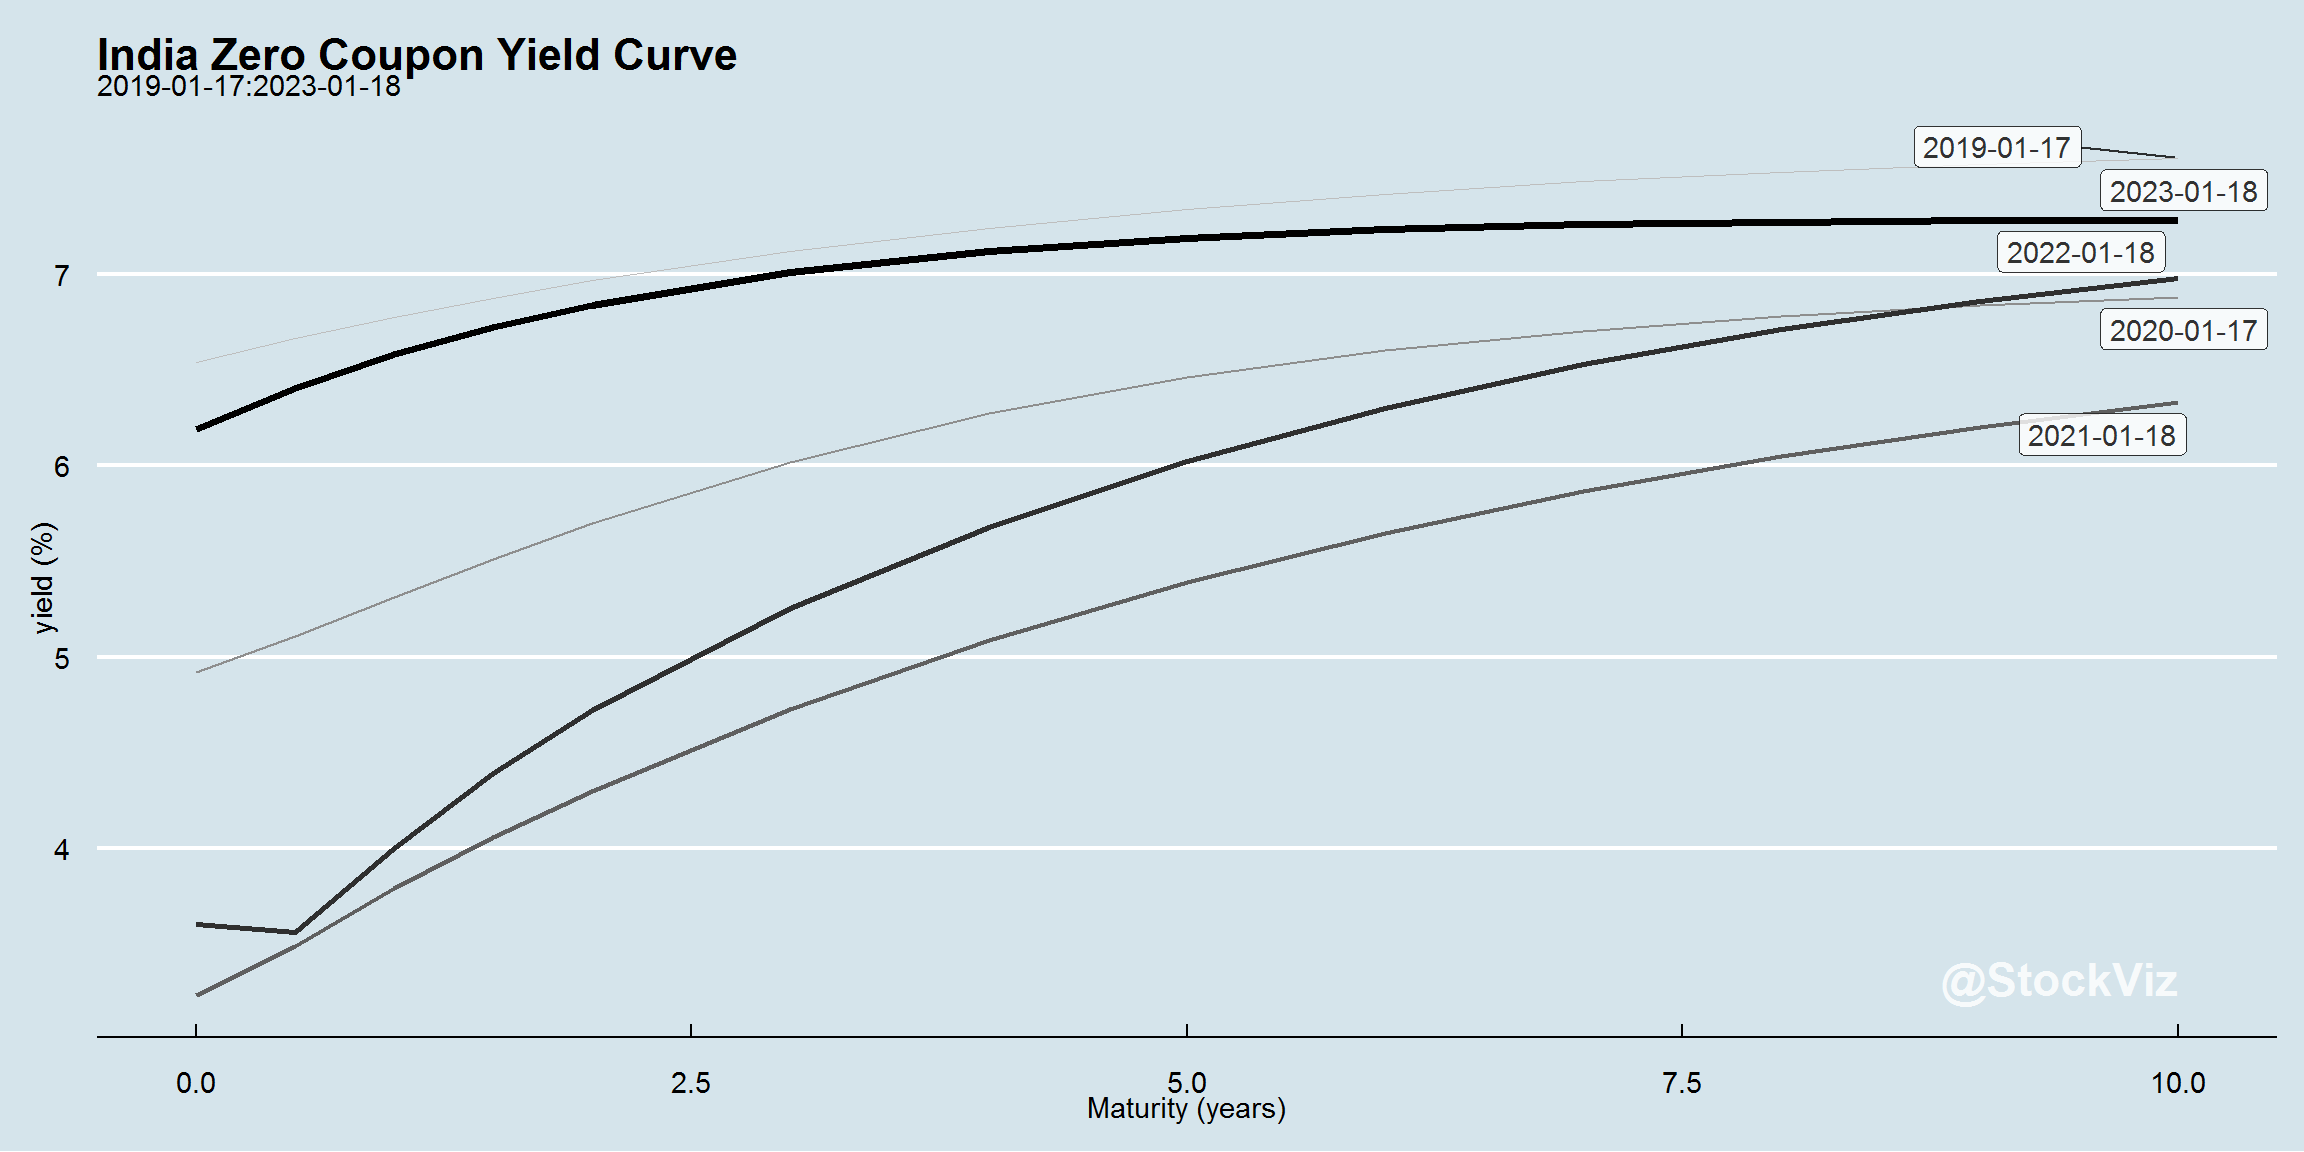 India Zero Coupon Yield Curve
2019-01-17:2023-01-18
2019-01-17
2023-01-18
2022-01-18
2020-01-17
2021-01-18
7
6
5
4
yield (%)
@StockViz
0.0 2.5 5.0 7.5 10.0
Maturity (years)